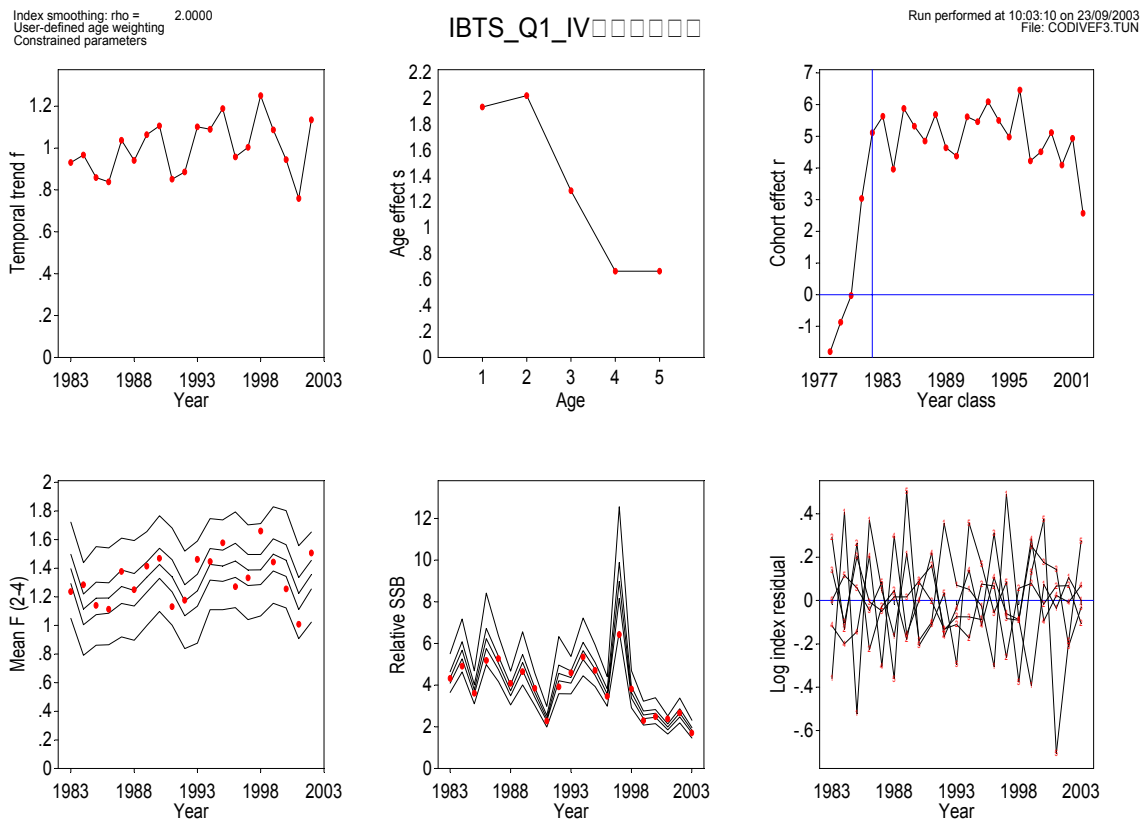 Index smoothing: rho = 2.0000
User-defined age weighting
Constrained parameters
IBTS_Q1_IV□□□□□□
Run performed at 10:03:10 on 23/09/2003
File: CODIVEF3.TUN
Temporal trend f
1.2
1
.8
.6
.4
.2
0
1983 1988 1993 1998 2003
Year
Age effect s
2.2
2
1.8
1.6
1.4
1.2
1
.8
.6
.4
.2
0
1 2 3 4 5
Age
Cohort effect r
7
6
5
4
3
2
1
0
-1
1977 1983 1989 1995 2001
Year class
Mean F (2-4)
2
1.8
1.6
1.4
1.2
1
.8
.6
.4
.2
0
1983 1988 1993 1998 2003
Year
Relative SSB
12
10
8
6
4
2
0
1983 1988 1993 1998 2003
Year
Log index residual
.4
.2
0
-.2
-.4
-.6
1983 1988 1993 1998 2003
Year